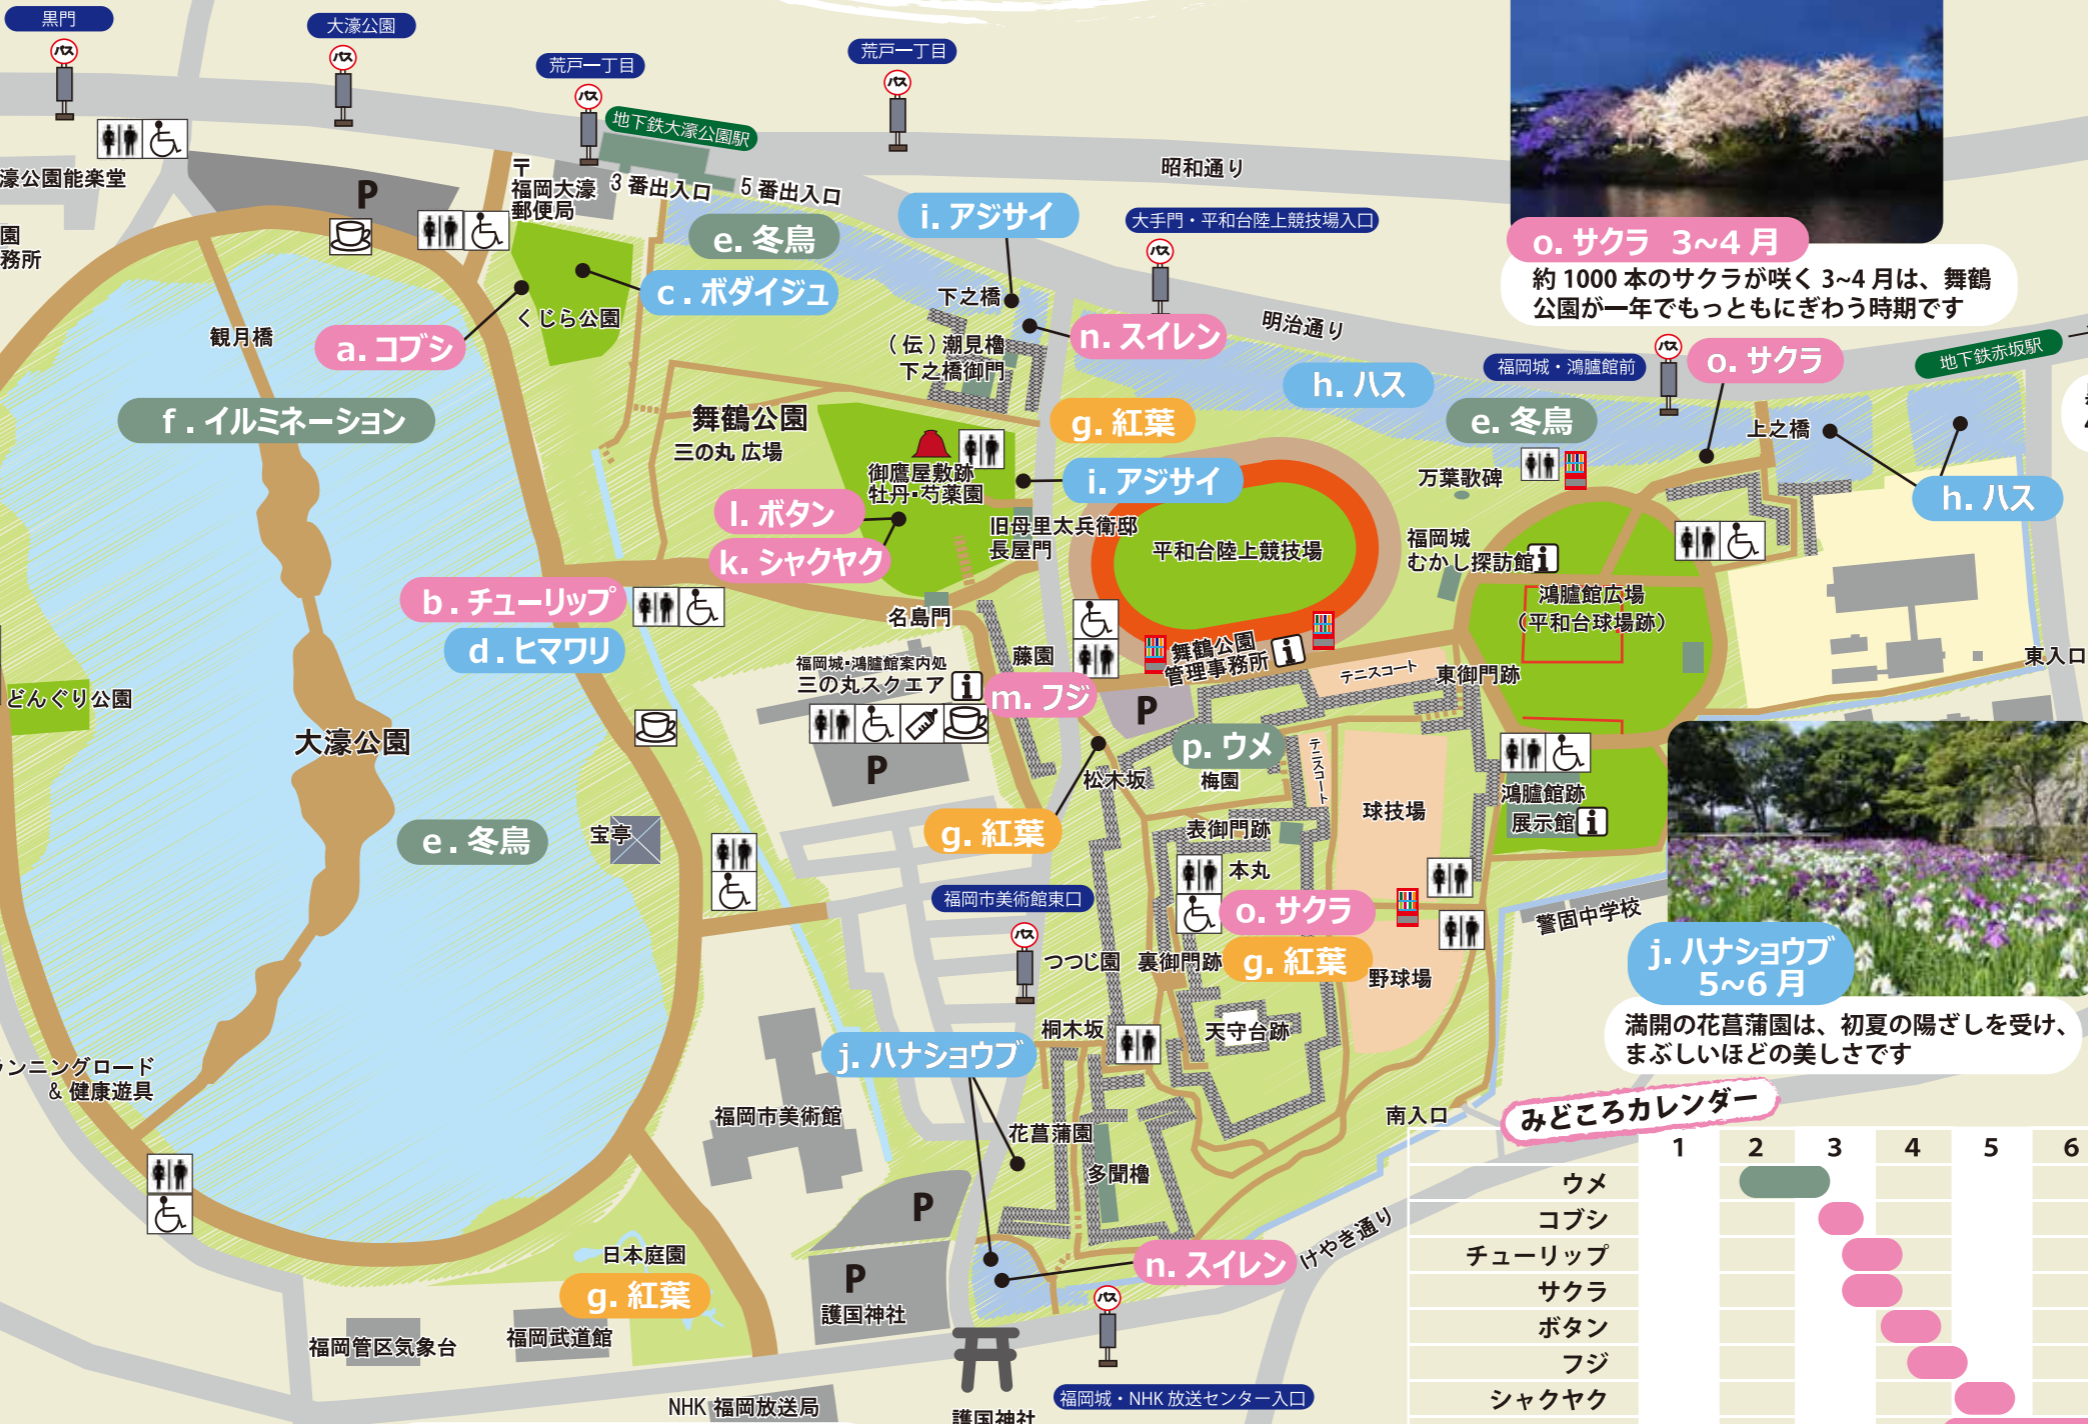 黒門
大濠公園
荒戸一丁目
荒戸一丁目
バス
バス
バス
バス
地下鉄大濠公園駅
濠公園能楽堂
P
〒
福岡大濠
郵便局
3番出入口
5番出入口
昭和通り
園
務所
e. 冬鳥
i. アジサイ
大手門・平和台陸上競技場入口
バス
o. サクラ 3~4 月
約 1000 本のサクラが咲く 3~4 月は、舞鶴
公園が一年でもっともにぎわう時期です
c . ボダイジュ
下之橋
くじら公園
観月橋
a. コブシ
（伝）潮見櫓
下之橋御門
n. スイレン
明治通り
h. ハス
福岡城・鴻臚館前
バス
o. サクラ
地下鉄赤坂駅
f . イルミネーション
舞鶴公園
三の丸 広場
g. 紅葉
e. 冬鳥
上之橋
御鷹屋敷跡
牡丹・芍薬園
i. アジサイ
万葉歌碑
h. ハス
l. ボタン
k. シャクヤク
旧母里太兵衛邸
長屋門
平和台陸上競技場
福岡城
むかし探訪館
i
鴻臚館広場
（平和台球場跡）
b . チューリップ
d . ヒマワリ
名島門
福岡城・鴻臚館案内処
三の丸スクエア
i
藤園
m. フジ
舞鶴公園
管理事務所
i
テニスコート
東御門跡
東入口
どんぐり公園
大濠公園
P
P
p. ウメ
梅園
テニスコート
松木坂
球技場
鴻臚館跡
展示館
i
e . 冬鳥
宝亭
g. 紅葉
表御門跡
本丸
o. サクラ
g. 紅葉
福岡市美術館東口
バス
つつじ園
裏御門跡
野球場
警固中学校
j. ハナショウブ
5~6 月
満開の花菖蒲園は、初夏の陽ざしを受け、
まぶしいほどの美しさです
桐木坂
天守台跡
j. ハナショウブ
ランニングロード
& 健康遊具
福岡市美術館
花菖蒲園
多聞櫓
南入口
P
P
護国神社
日本庭園
g. 紅葉
n. スイレン
けやき通り
バス
福岡管区気象台
福岡武道館
NHK 福岡放送局
護国神社
福岡城・NHK 放送センター入口
みどころカレンダー
1 2 3 4 5 6
ウメ
コブシ
チューリップ
サクラ
ボタン
フジ
シャクヤク